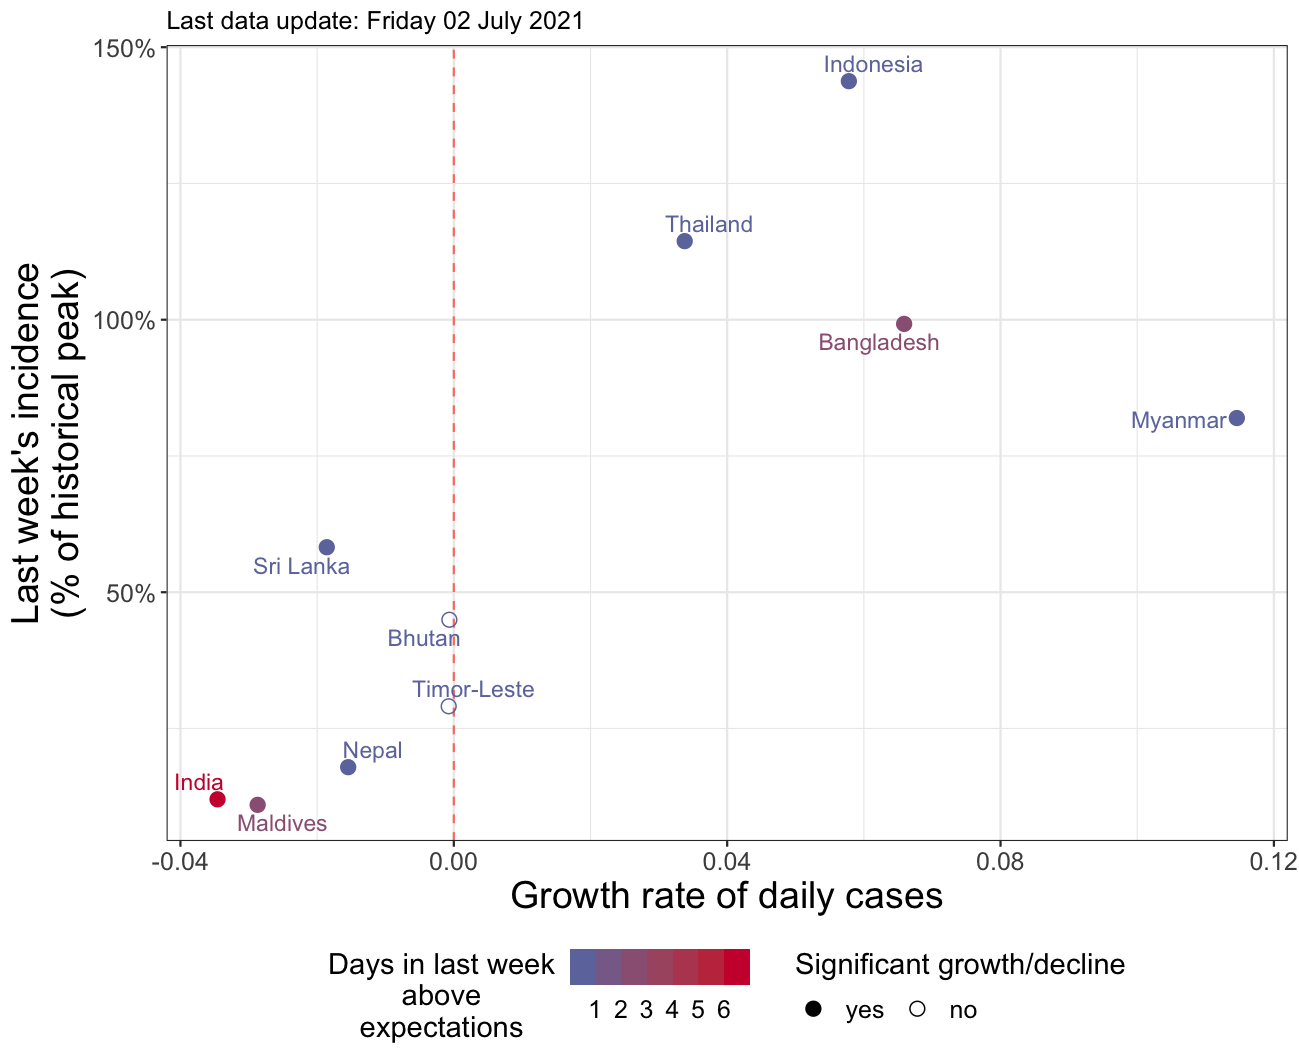 Last data update: Friday 02 July 2021
150%
Indonesia
Thailand
100%
Bangladesh
Myanmar
Last week's incidence
(% of historical peak)
Sri Lanka
50%
Bhutan
Timor-Leste
Nepal
India
Maldives
-0.04 0.00 0.04 0.08 0.12
Growth rate of daily cases
Days in last week
above
expectations
1 2 3 4 5 6
Significant growth/decline
yes no